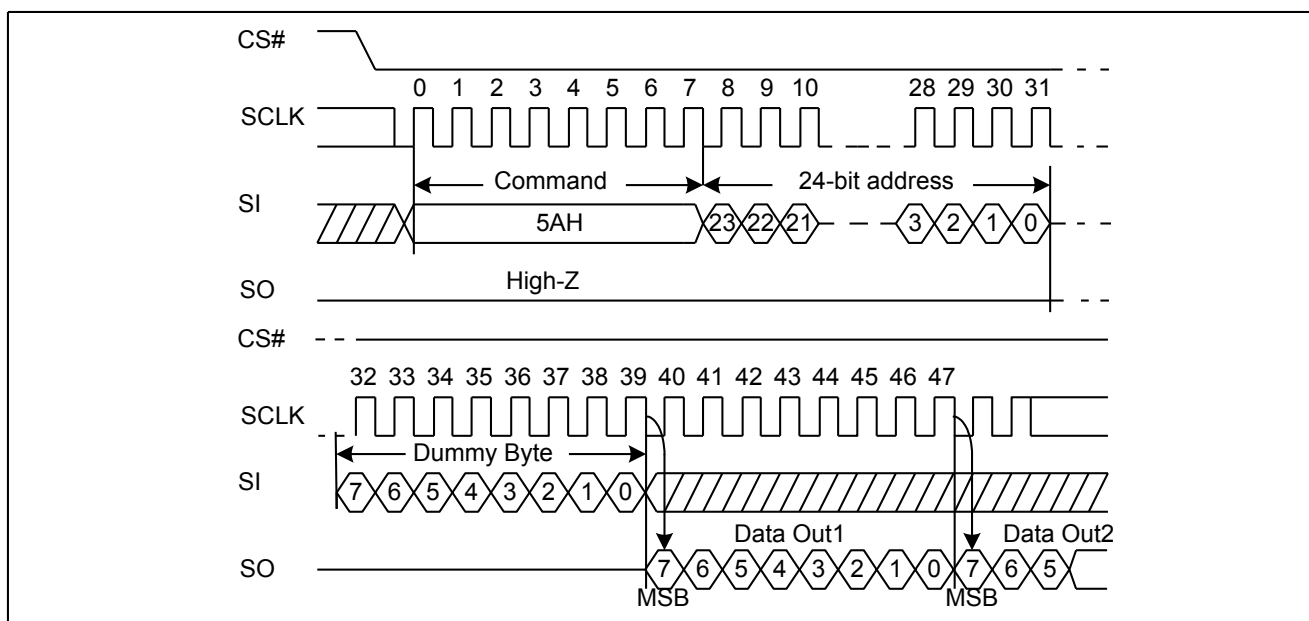 CS#
0 1 2 3 4 5 6 7 8 9 10 28 29 30 31
SCLK
Command 24-bit address
SI
5AH 23 22 21 3 2 1 0
High-Z
SO
CS#
32 33 34 35 36 37 38 39 40 41 42 43 44 45 46 47
SCLK
Dummy Byte
SI
7 6 5 4 3 2 1 0
Data Out1 Data Out2
SO
7 6 5 4 3 2 1 0 7 6 5
MSB MSB